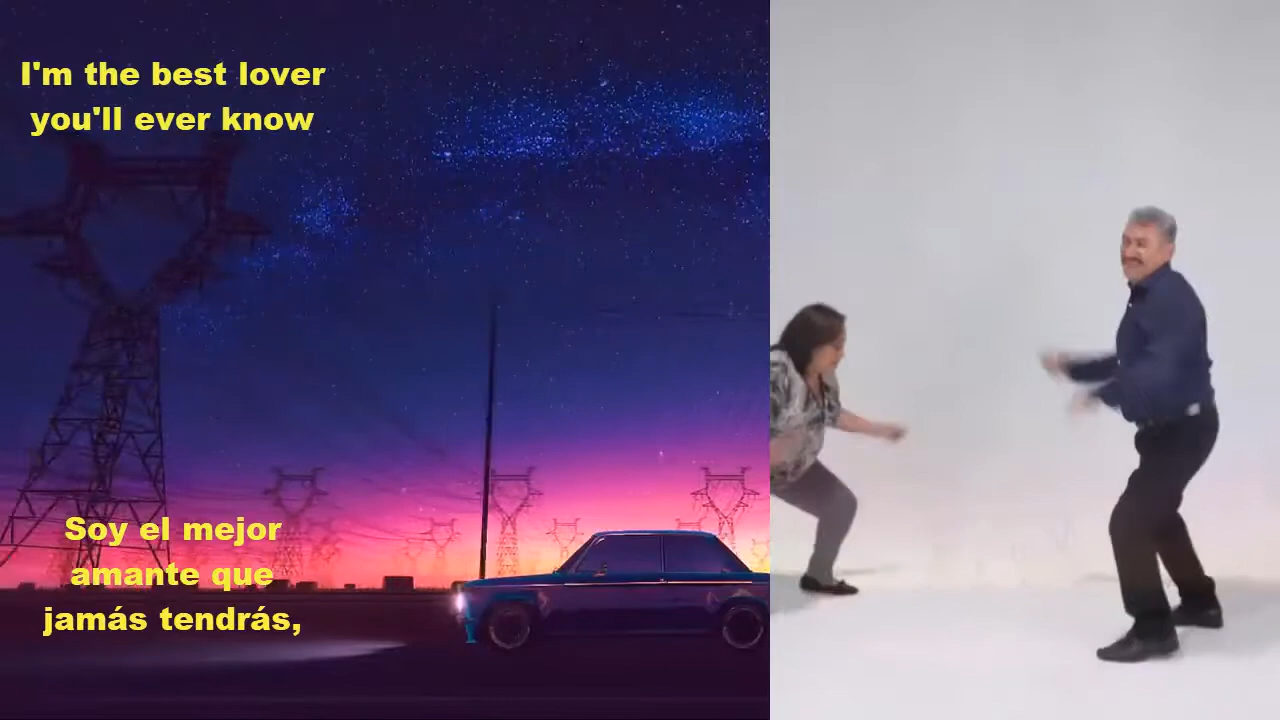 I'm the best lover
you'll ever know
Soy el mejor
amante que
jamás tendrás,